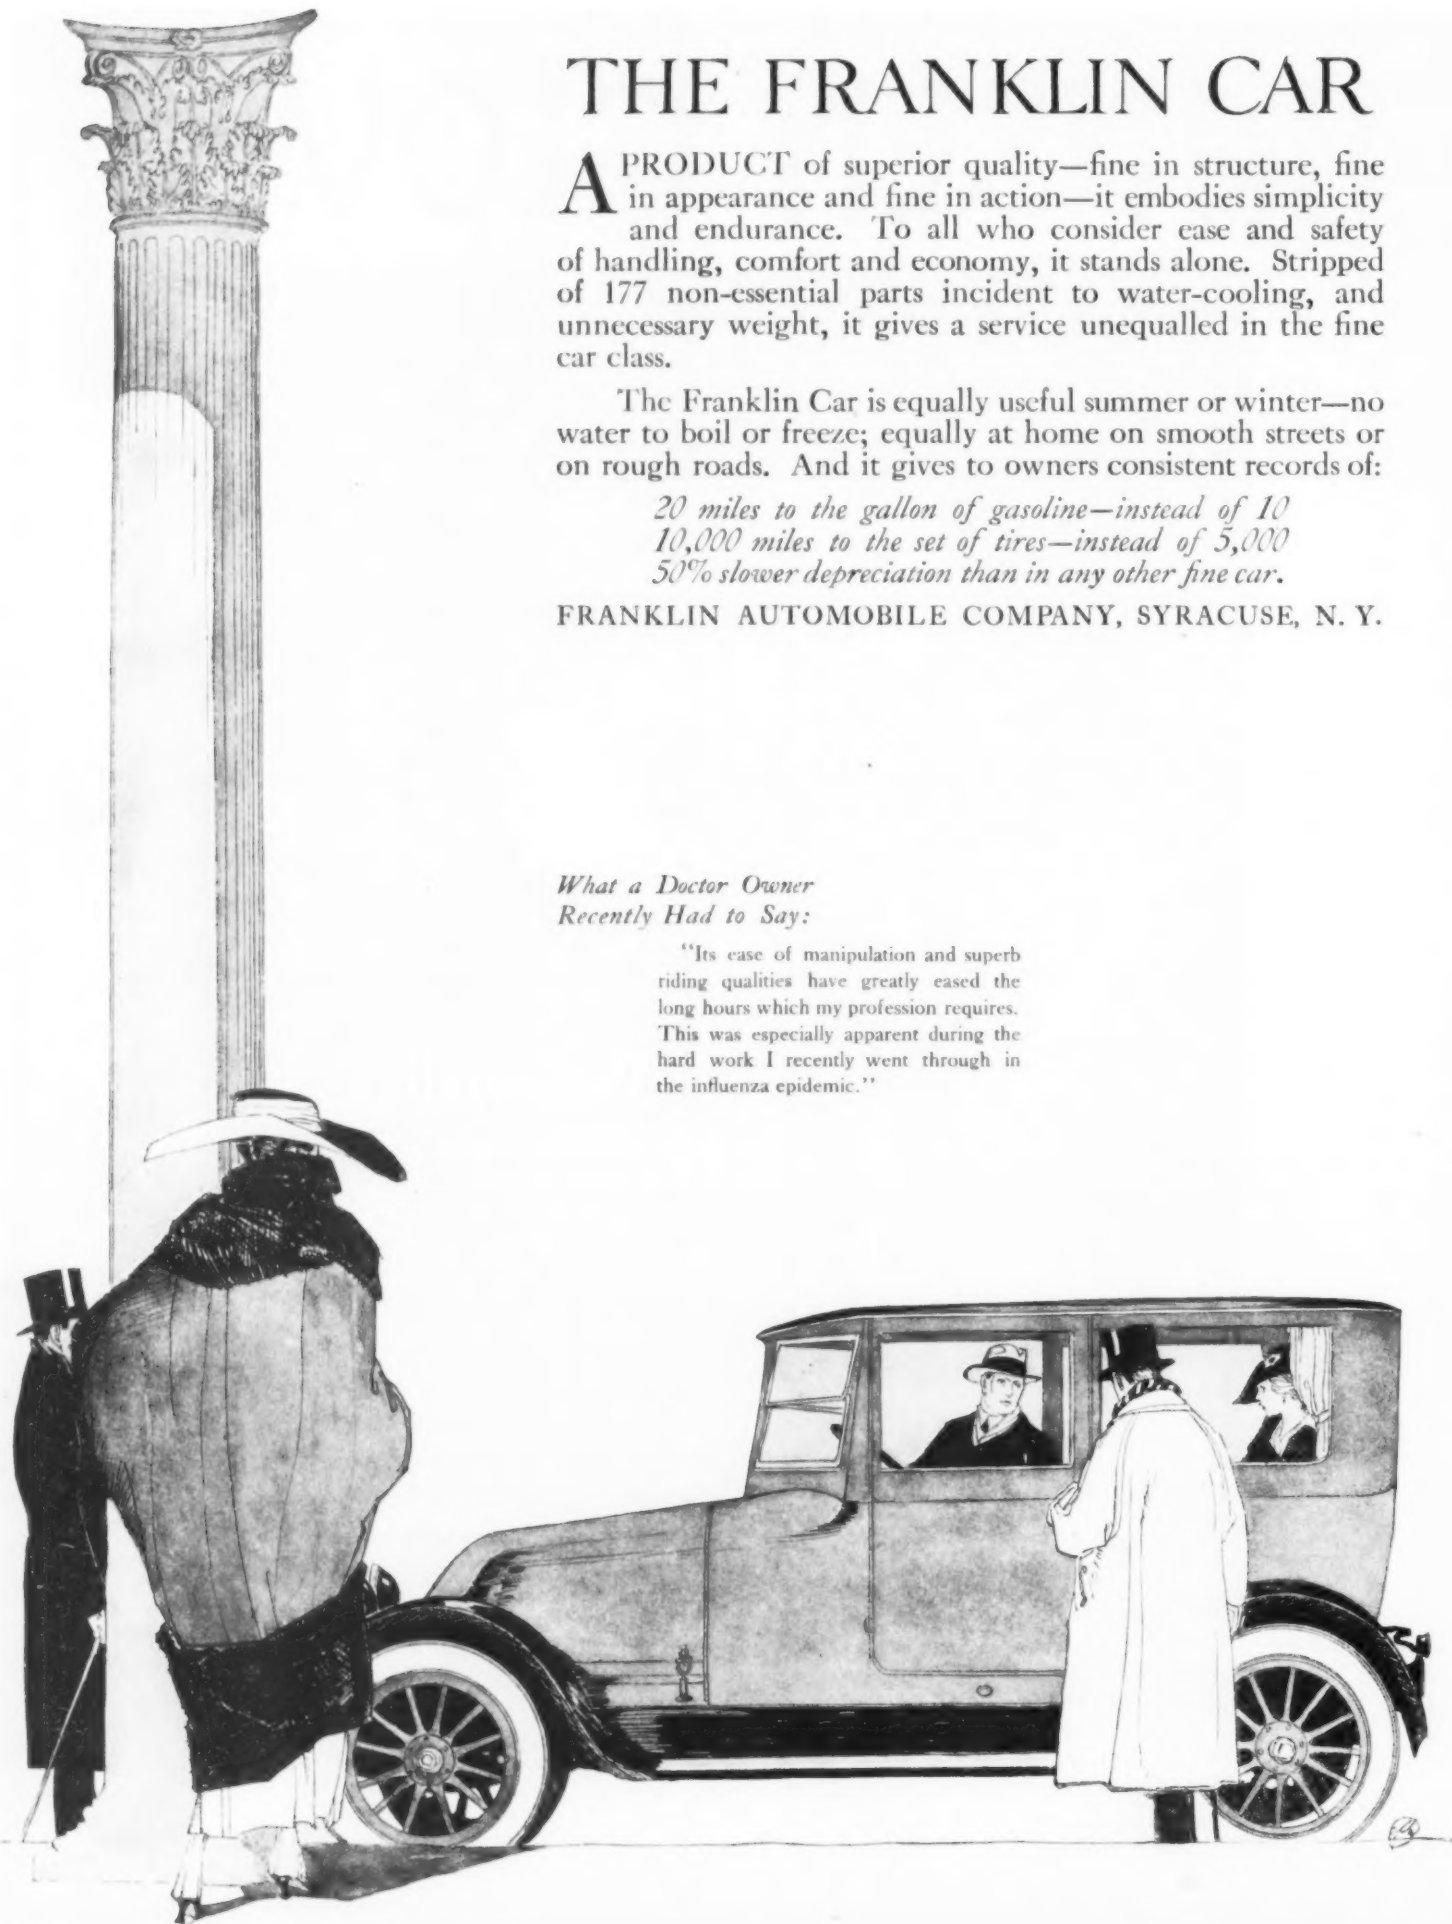 THE FRANKLIN CAR
A PRODUCT of superior quality—fine in structure, fine
in appearance and fine in action—it embodies simplicity
and endurance. To all who consider ease and safety
of handling, comfort and economy, it stands alone. Stripped
of 177 non-essential parts incident to water-cooling, and
unnecessary weight, it gives a service unequalled in the fine
car class.
The Franklin Car is equally useful summer or winter—no
water to boil or freeze; equally at home on smooth streets or
on rough roads. And it gives to owners consistent records of:
20 miles to the gallon of gasoline—instead of 10
10,000 miles to the set of tires—instead of 5,000
50% slower depreciation than in any other fine car.
FRANKLIN AUTOMOBILE COMPANY, SYRACUSE, N. Y.
What a Doctor Owner
Recently Had to Say:
"Its ease of manipulation and superb
riding qualities have greatly eased the
long hours which my profession requires.
This was especially apparent during the
hard work I recently went through in
the influenza epidemic."